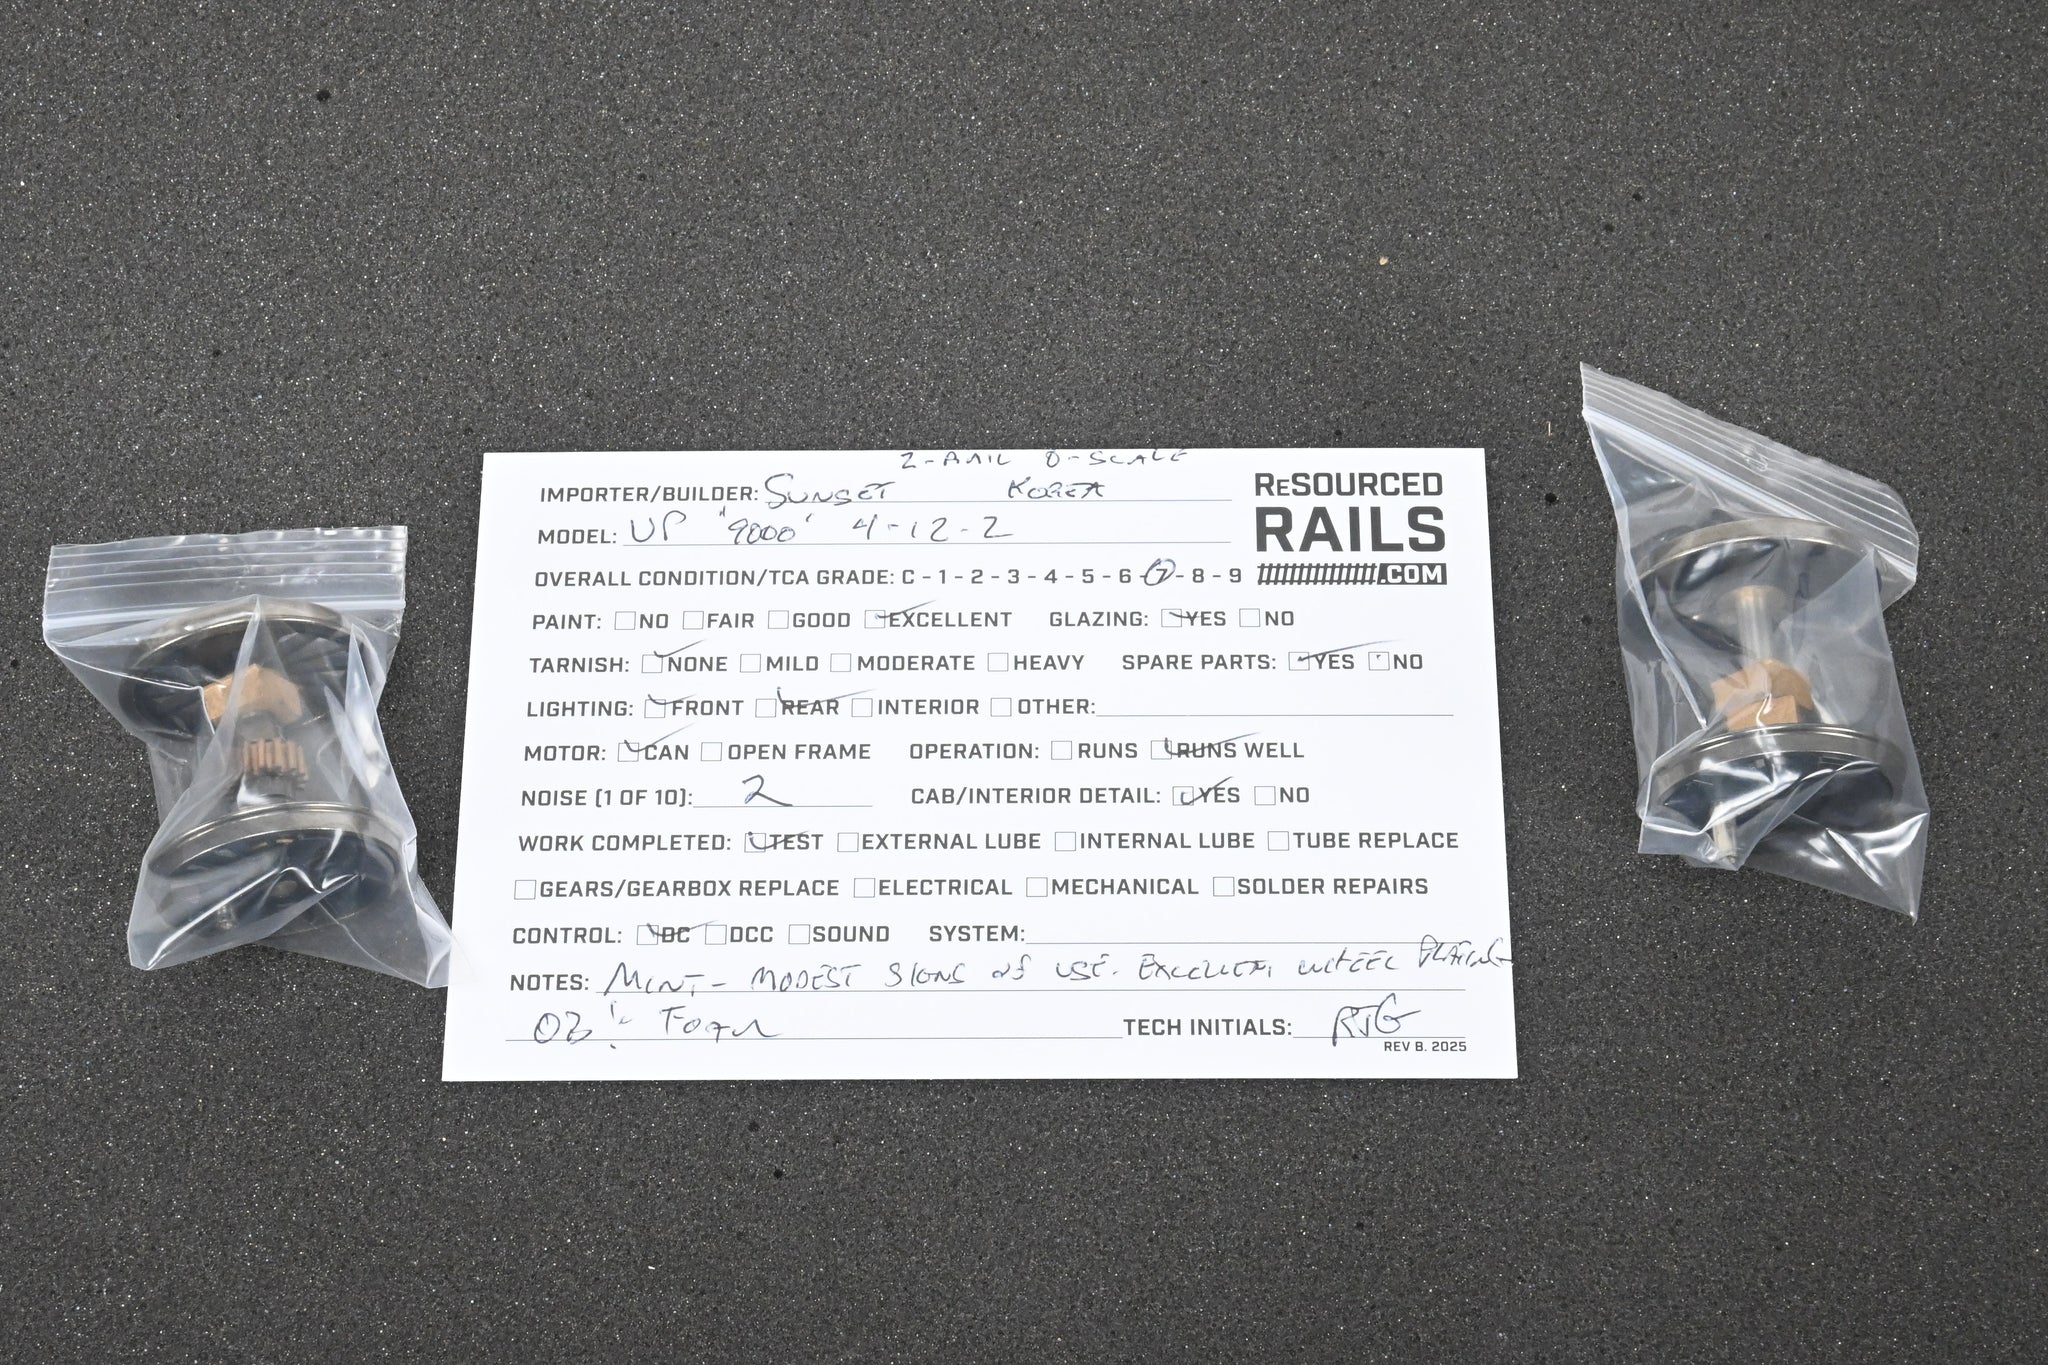 2-RAIL O-SCALE
IMPORTER/BUILDER: SUNSET KOREA
MODEL: UP "9000" 4-12-2
ReSOURCED
RAILS
.COM
OVERALL CONDITION/TCA GRADE: C - 1 - 2 - 3 - 4 - 5 - 6 - 7 - 8 - 9
PAINT: NO FAIR GOOD EXCELLENT GLAZING: YES NO
TARNISH: NONE MILD MODERATE HEAVY SPARE PARTS: YES NO
LIGHTING: FRONT REAR INTERIOR OTHER:
MOTOR: CAN OPEN FRAME OPERATION: RUNS RUNS WELL
NOISE (1 OF 10): 2 CAB/INTERIOR DETAIL: YES NO
WORK COMPLETED: TEST EXTERNAL LUBE INTERNAL LUBE TUBE REPLACE
GEARS/GEARBOX REPLACE ELECTRICAL MECHANICAL SOLDER REPAIRS
CONTROL: DC DCC SOUND SYSTEM:
NOTES: MINT- MODEST SIGNS of USE. EXCELLENT WHEEL PLATING
OB FOAM TECH INITIALS: RTG
REV B. 2025